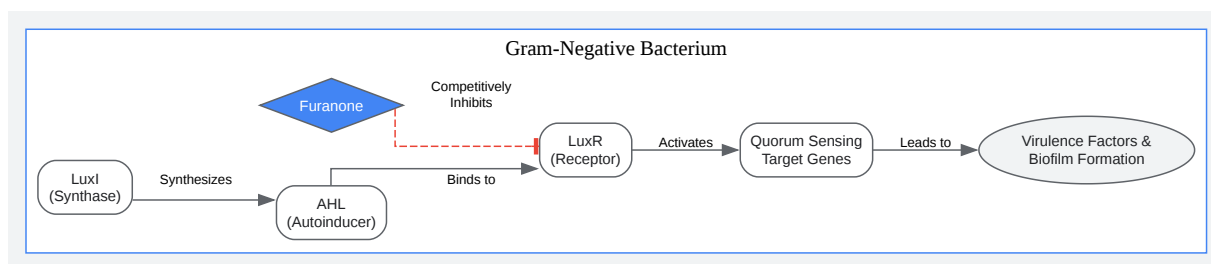 Gram-Negative Bacterium
Furanone
Competitively
Inhibits
LuxR
(Receptor)
Activates
Quorum Sensing
Target Genes
Leads to
Virulence Factors &
Biofilm Formation
LuxI
(Synthase)
Synthesizes
AHL
(Autoinducer)
Binds to